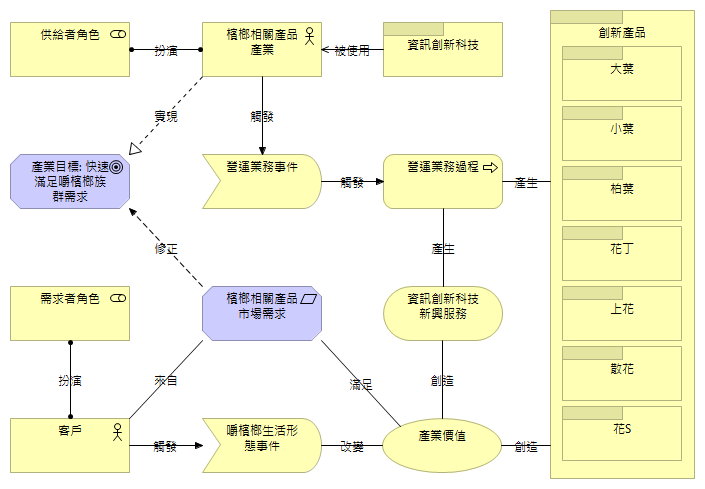 供給者角色
扮演
檳榔相關產品
產業
被使用
資訊創新科技
創新產品
大葉
小葉
柏葉
花丁
上花
散花
花S
實現
觸發
產業目標: 快速
滿足嚼檳榔族
群需求
營運業務事件
觸發
營運業務過程
產生
修正
產生
需求者角色
檳榔相關產品
市場需求
資訊創新科技
新興服務
扮演
來自
滿足
創造
客戶
觸發
嚼檳榔生活形
態事件
改變
產業價值
創造